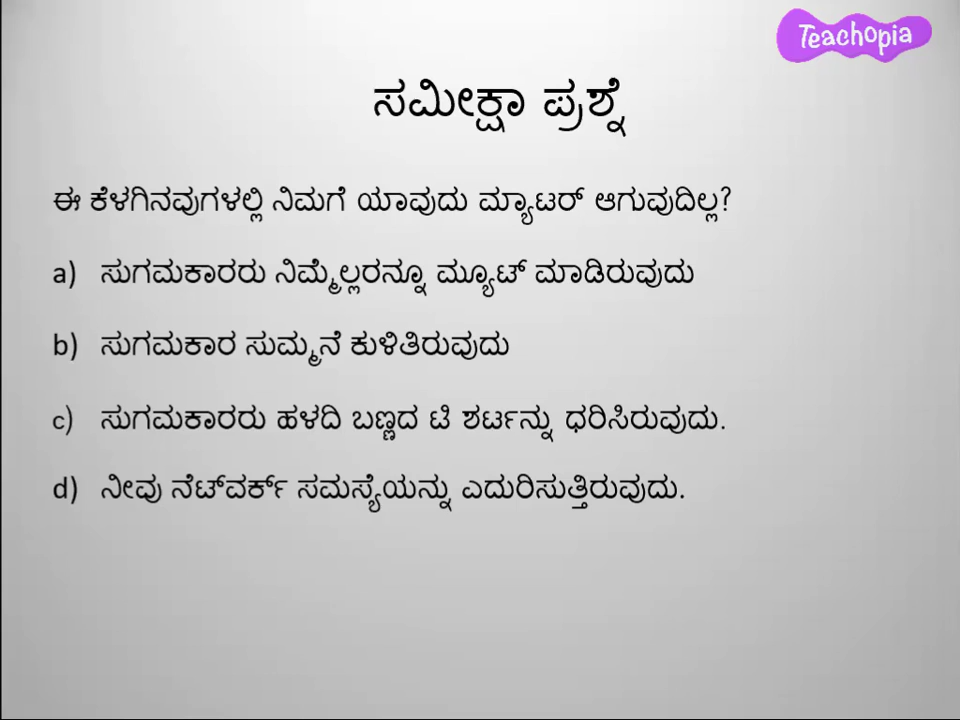 Teachopia
ಸಮೀಕ್ಷಾ ಪ್ರಶ್ನೆ
ಈ ಕೆಳಗಿನವುಗಳಲ್ಲಿ ನಿಮಗೆ ಯಾವುದು ಮ್ಯಾಟರ್ ಆಗುವುದಿಲ್ಲ?
a) ಸುಗಮಕಾರರು ನಿಮ್ಮೆಲ್ಲರನ್ನೂ ಮ್ಯೂಟ್ ಮಾಡಿರುವುದು
b) ಸುಗಮಕಾರ ಸುಮ್ಮನೆ ಕುಳಿತಿರುವುದು
c) ಸುಗಮಕಾರರು ಹಳದಿ ಬಣ್ಣದ ಟಿ ಶರ್ಟನ್ನು ಧರಿಸಿರುವುದು.
d) ನೀವು ನೆಟ್‌ವರ್ಕ್ ಸಮಸ್ಯೆಯನ್ನು ಎದುರಿಸುತ್ತಿರುವುದು.